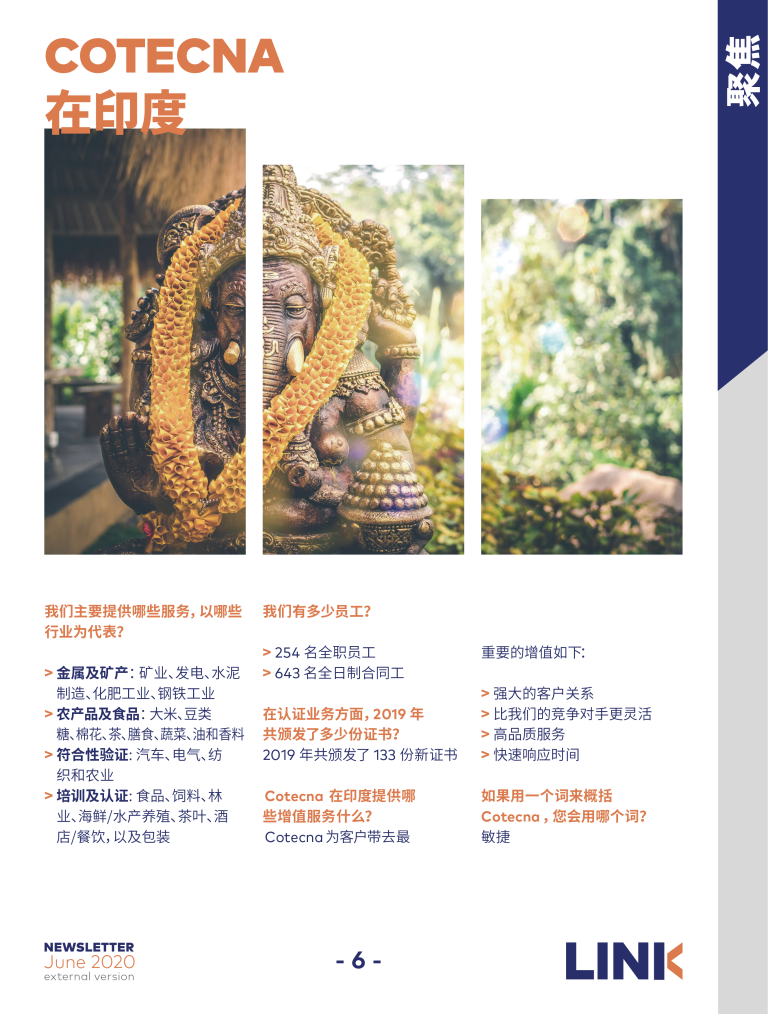 COTECNA
在印度
聚焦
我们主要提供哪些服务，以哪些
行业为代表？
> 金属及矿产：矿业、发电、水泥
制造、化肥工业、钢铁工业
> 农产品及食品：大米、豆类
糖、棉花、茶、膳食、蔬菜、油和香料
> 符合性验证：汽车、电气、纺
织和农业
> 培训及认证：食品、饲料、林
业、海鲜/水产养殖、茶叶、酒
店/餐饮，以及包装
我们有多少员工？
> 254 名全职员工
> 643 名全日制合同工
在认证业务方面，2019 年
共颁发了多少份证书？
2019 年共颁发了 133 份新证书
Cotecna 在印度提供哪
些增值服务什么？
Cotecna 为客户带去最
重要的增值如下：
> 强大的客户关系
> 比我们的竞争对手更灵活
> 高品质服务
> 快速响应时间
如果用一个词来概括
Cotecna，您会用哪个词？
敏捷
NEWSLETTER
June 2020
external version
- 6 -
LINK